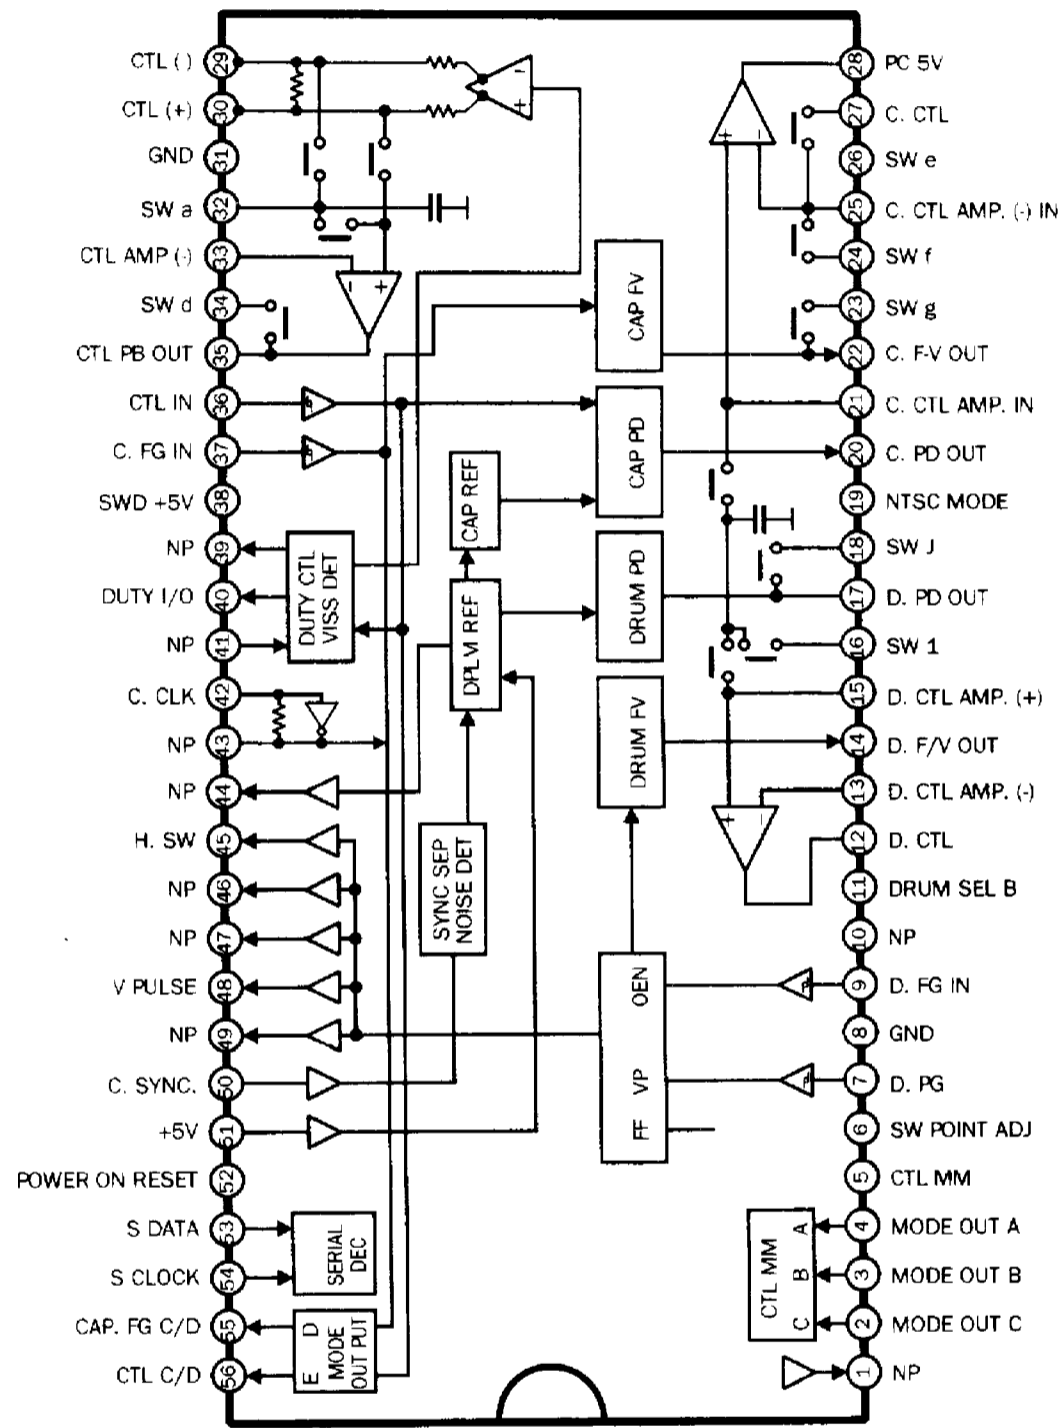 CTL ( )
29
CTL (+)
30
GND
31
SW a
32
CTL AMP (-)
33
SW d
34
CTL PB OUT
35
CTL IN
36
C. FG IN
37
SWD +5V
38
NP
39
DUTY I/O
40
NP
41
C. CLK
42
NP
43
NP
44
H. SW
45
NP
46
NP
47
V PULSE
48
NP
49
C. SYNC.
50
+5V
51
POWER ON RESET
52
S DATA
53
S CLOCK
54
CAP. FG C/D
55
CTL C/D
56
-
+
-
+
DUTY CTL
VISS DET
CAP REF
DPLM REF
SYNC SEP
NOISE DET
SERIAL
DEC
E D
MODE
OUT PUT
CAP FV
CAP PD
DRUM PD
DRUM FV
FF VP OEN
CTL MM
C B A
+
-
+
-
28
PC 5V
27
C. CTL
26
SW e
25
C. CTL AMP. (-) IN
24
SW f
23
SW g
22
C. F-V OUT
21
C. CTL AMP. IN
20
C. PD OUT
19
NTSC MODE
18
SW J
17
D. PD OUT
16
SW 1
15
D. CTL AMP. (+)
14
D. F/V OUT
13
D. CTL AMP. (-)
12
D. CTL
11
DRUM SEL B
10
NP
9
D. FG IN
8
GND
7
D. PG
6
SW POINT ADJ
5
CTL MM
4
MODE OUT A
3
MODE OUT B
2
MODE OUT C
1
NP